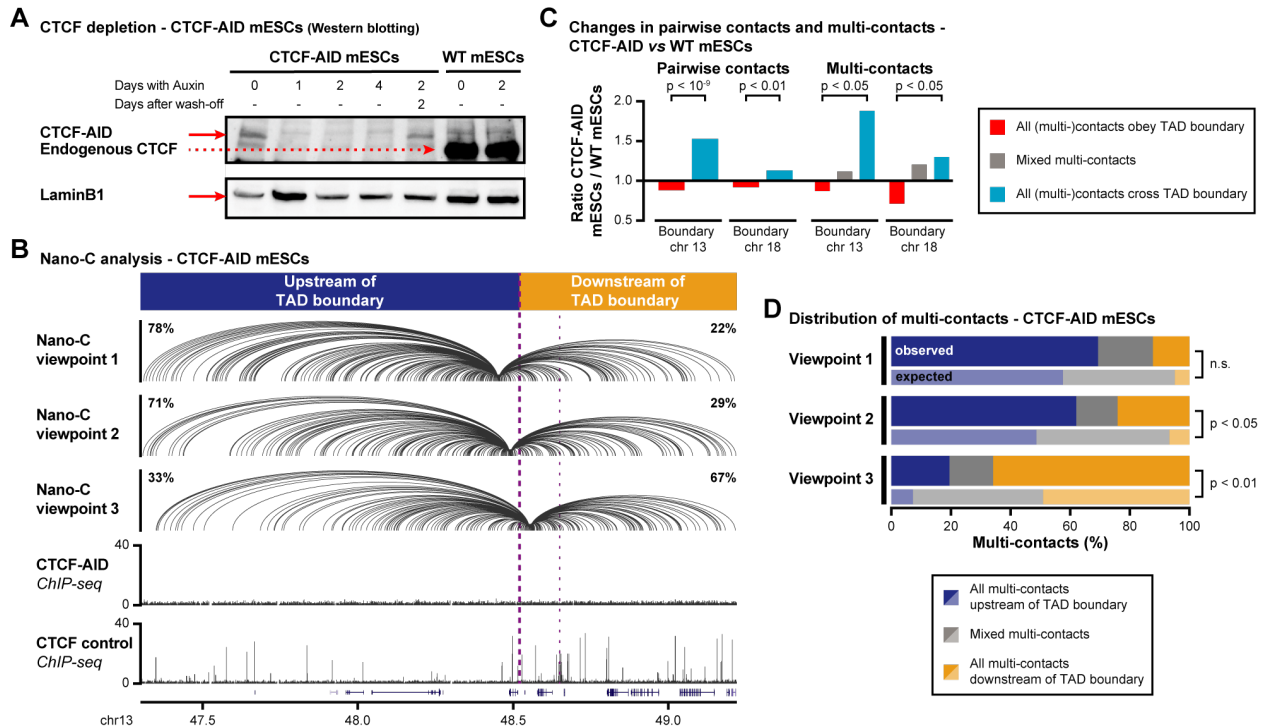 A
CTCF depletion - CTCF-AID mESCs (Western blotting)
CTCF-AID mESCs WT mESCs
Days with Auxin 0 1 2 4 2 0 2
Days after wash-off - - - - 2 - -
CTCF-AID
Endogenous CTCF
LaminB1
C
Changes in pairwise contacts and multi-contacts -
CTCF-AID vs WT mESCs
Pairwise contacts Multi-contacts
p < 10⁻⁹ p < 0.01 p < 0.05 p < 0.05
Ratio CTCF-AID
mESCs / WT mESCs
2.0
1.5
1.0
0.5
Boundary
chr 13
Boundary
chr 18
Boundary
chr 13
Boundary
chr 18
All (multi-)contacts obey TAD boundary
Mixed multi-contacts
All (multi-)contacts cross TAD boundary
B
Nano-C analysis - CTCF-AID mESCs
Upstream of
TAD boundary
Downstream of
TAD boundary
Nano-C
viewpoint 1
78% 22%
Nano-C
viewpoint 2
71% 29%
Nano-C
viewpoint 3
33% 67%
40
CTCF-AID
ChIP-seq
0
40
CTCF control
ChIP-seq
0
chr13 47.5 48.0 48.5 49.0
D
Distribution of multi-contacts - CTCF-AID mESCs
Viewpoint 1
observed
expected
n.s.
Viewpoint 2
p < 0.05
Viewpoint 3
p < 0.01
0 20 40 60 80 100
Multi-contacts (%)
All multi-contacts
upstream of TAD boundary
Mixed multi-contacts
All multi-contacts
downstream of TAD boundary